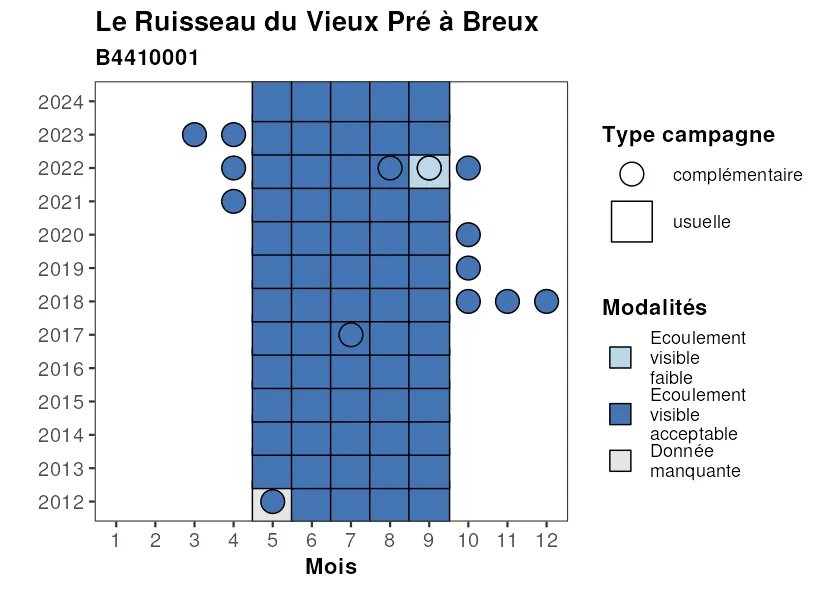 Le Ruisseau du Vieux Pré à Breux
B4410001
2024
2023
2022
2021
2020
2019
2018
2017
2016
2015
2014
2013
2012
1 2 3 4 5 6 7 8 9 10 11 12
Mois
Type campagne
complémentaire
usuelle
Modalités
Ecoulement
visible
faible
Ecoulement
visible
acceptable
Donnée
manquante